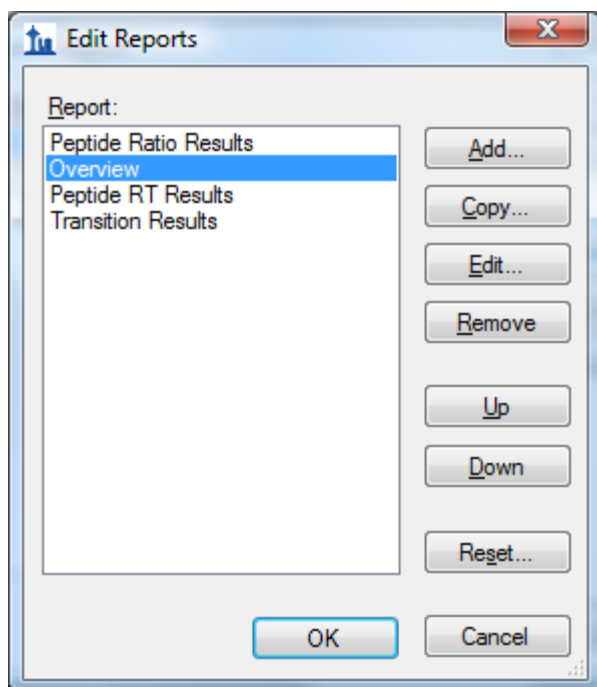 Edit Reports
Report:
Peptide Ratio Results
Overview
Peptide RT Results
Transition Results
Add...
Copy...
Edit...
Remove
Up
Down
Reset...
OK
Cancel